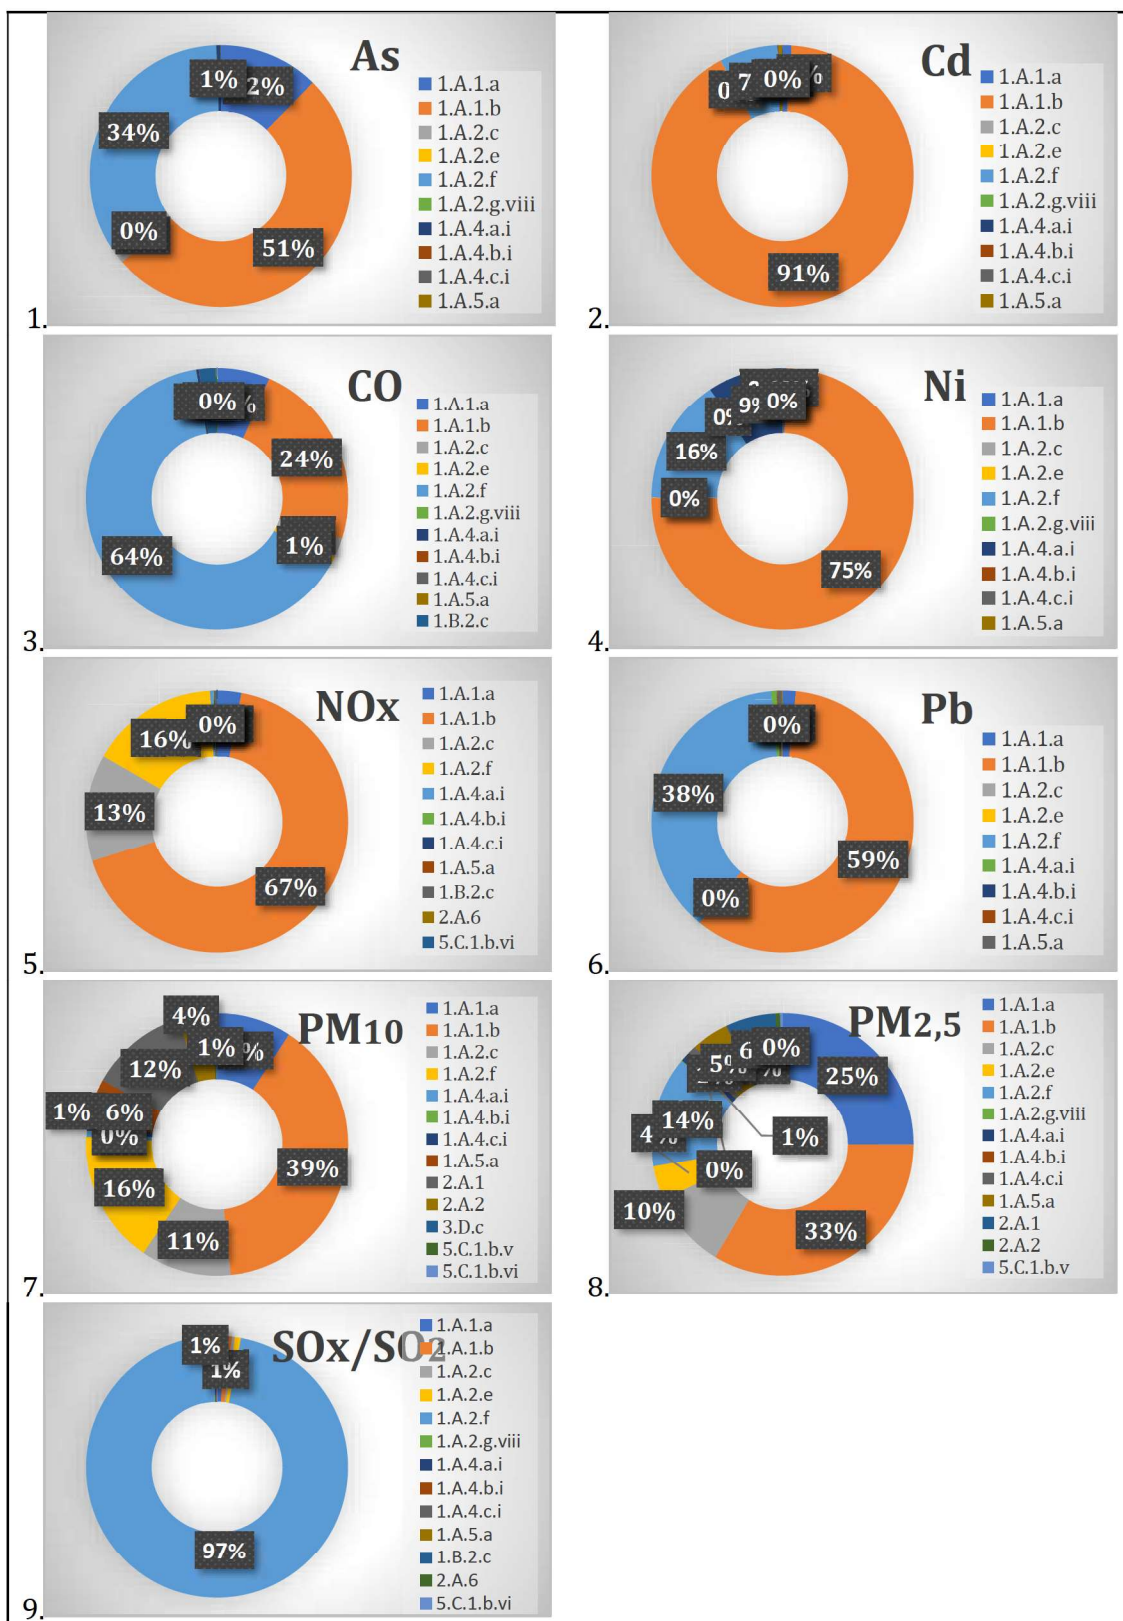 As
1%
2%
34%
0%
51%
1.A.1.a
1.A.1.b
1.A.2.c
1.A.2.e
1.A.2.f
1.A.2.g.viii
1.A.4.a.i
1.A.4.b.i
1.A.4.c.i
1.A.5.a
1.
Cd
0
7
0%
%
91%
1.A.1.a
1.A.1.b
1.A.2.c
1.A.2.e
1.A.2.f
1.A.2.g.viii
1.A.4.a.i
1.A.4.b.i
1.A.4.c.i
1.A.5.a
2.
CO
0%
%
24%
1%
64%
1.A.1.a
1.A.1.b
1.A.2.c
1.A.2.e
1.A.2.f
1.A.2.g.viii
1.A.4.a.i
1.A.4.b.i
1.A.4.c.i
1.A.5.a
1.B.2.c
3.
Ni
9%
0%
0%
16%
0%
75%
1.A.1.a
1.A.1.b
1.A.2.c
1.A.2.e
1.A.2.f
1.A.2.g.viii
1.A.4.a.i
1.A.4.b.i
1.A.4.c.i
1.A.5.a
4.
NOx
16%
0%
13%
67%
1.A.1.a
1.A.1.b
1.A.2.c
1.A.2.f
1.A.4.a.i
1.A.4.b.i
1.A.4.c.i
1.A.5.a
1.B.2.c
2.A.6
5.C.1.b.vi
5.
Pb
0%
38%
59%
0%
1.A.1.a
1.A.1.b
1.A.2.c
1.A.2.e
1.A.2.f
1.A.4.a.i
1.A.4.b.i
1.A.4.c.i
1.A.5.a
6.
PM10
4%
1%
%
12%
1%
6%
0%
16%
11%
39%
1.A.1.a
1.A.1.b
1.A.2.c
1.A.2.f
1.A.4.a.i
1.A.4.b.i
1.A.4.c.i
1.A.5.a
2.A.1
2.A.2
3.D.c
5.C.1.b.v
5.C.1.b.vi
7.
PM2,5
5%
6
0%
%
25%
14%
4%
1%
0%
10%
33%
1.A.1.a
1.A.1.b
1.A.2.c
1.A.2.e
1.A.2.f
1.A.2.g.viii
1.A.4.a.i
1.A.4.b.i
1.A.4.c.i
1.A.5.a
2.A.1
2.A.2
5.C.1.b.v
8.
SOx/SO2
1%
1%
97%
1.A.1.a
1.A.1.b
1.A.2.c
1.A.2.e
1.A.2.f
1.A.2.g.viii
1.A.4.a.i
1.A.4.b.i
1.A.4.c.i
1.A.5.a
1.B.2.c
2.A.6
5.C.1.b.vi
9.